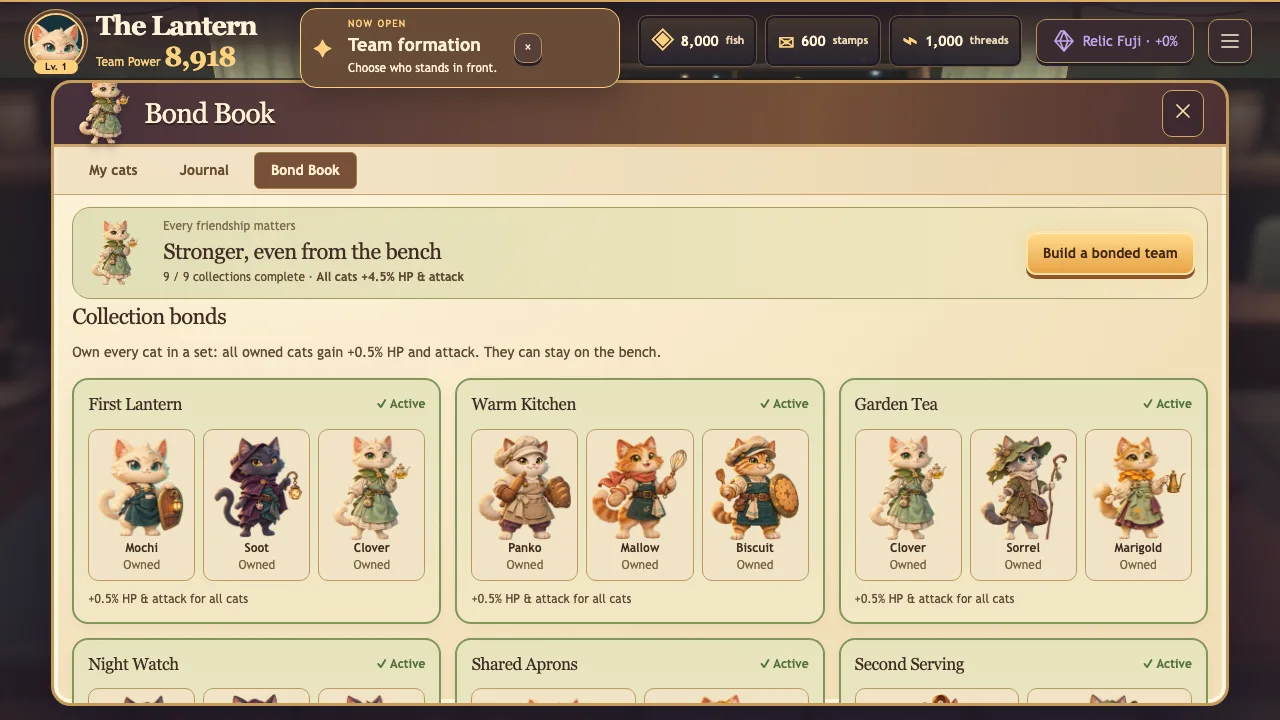 The Lantern
Team Power 8,918
Lv. 1
NOW OPEN
Team formation
Choose who stands in front.
×
8,000 fish
600 stamps
1,000 threads
Relic Fuji · +0%
Bond Book
My cats
Journal
Bond Book
Every friendship matters
Stronger, even from the bench
9 / 9 collections complete · All cats +4.5% HP & attack
Build a bonded team
Collection bonds
Own every cat in a set: all owned cats gain +0.5% HP and attack. They can stay on the bench.
First Lantern
✓ Active
Mochi
Owned
Soot
Owned
Clover
Owned
+0.5% HP & attack for all cats
Warm Kitchen
✓ Active
Panko
Owned
Mallow
Owned
Biscuit
Owned
+0.5% HP & attack for all cats
Garden Tea
✓ Active
Clover
Owned
Sorrel
Owned
Marigold
Owned
+0.5% HP & attack for all cats
Night Watch
✓ Active
Shared Aprons
✓ Active
Second Serving
✓ Active